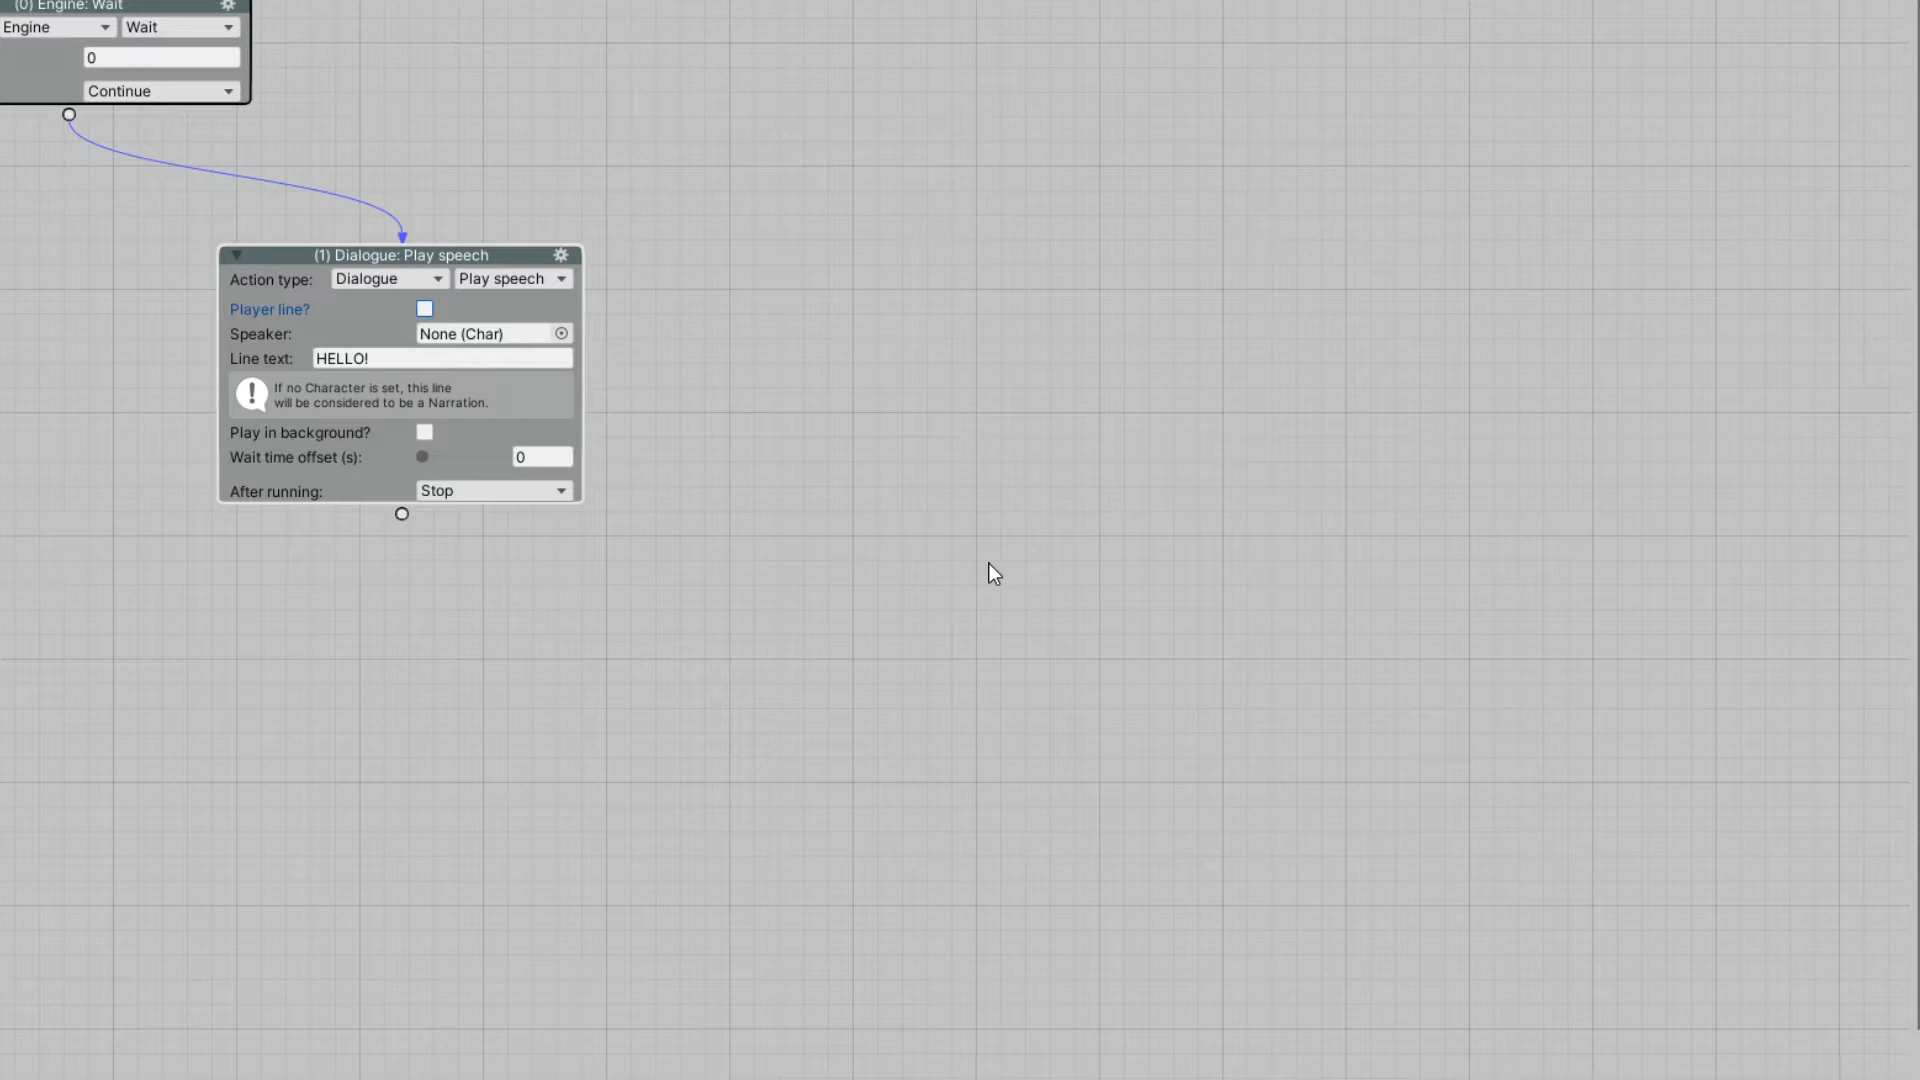 (0) Engine: Wait
Engine Wait
0
Continue
(1) Dialogue: Play speech
Action type: Dialogue Play speech
Player line?
Speaker: None (Char)
Line text: HELLO!
If no Character is set, this line
will be considered to be a Narration.
Play in background?
Wait time offset (s): 0
After running: Stop